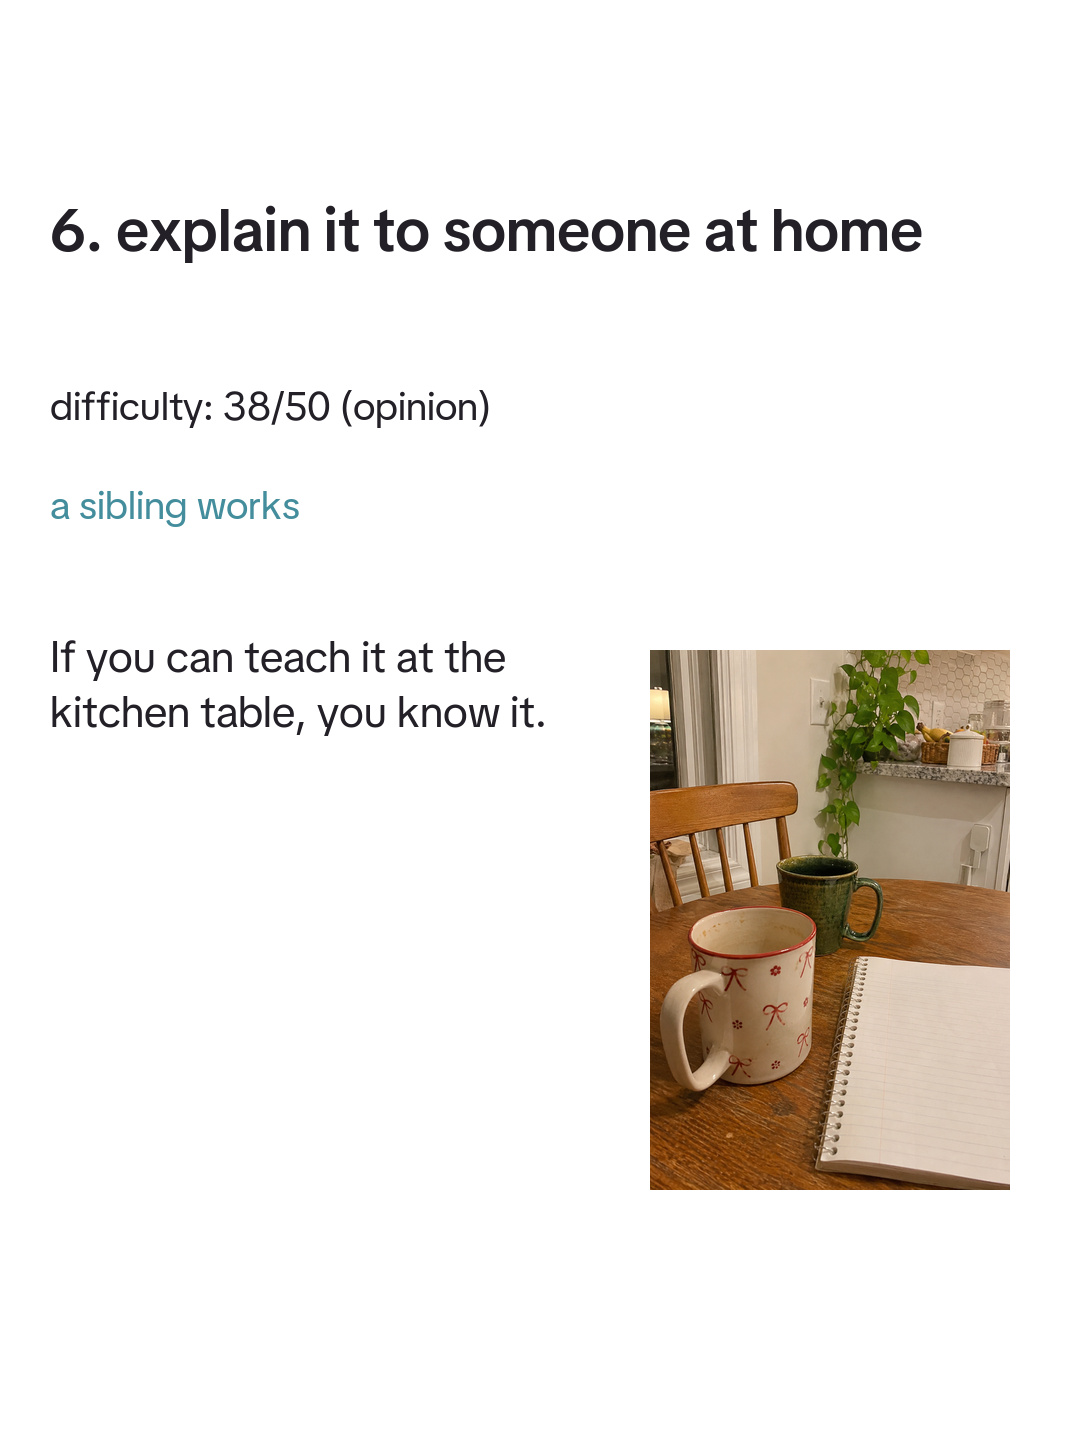 6. explain it to someone at home
difficulty: 38/50 (opinion)
a sibling works
If you can teach it at the
kitchen table, you know it.